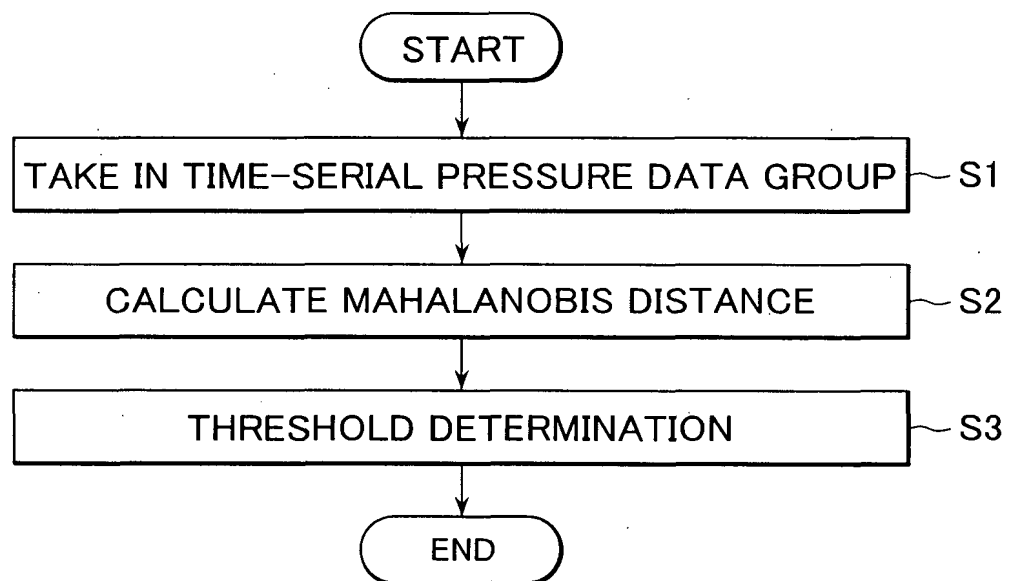 START
TAKE IN TIME-SERIAL PRESSURE DATA GROUP S1
CALCULATE MAHALANOBIS DISTANCE S2
THRESHOLD DETERMINATION S3
END